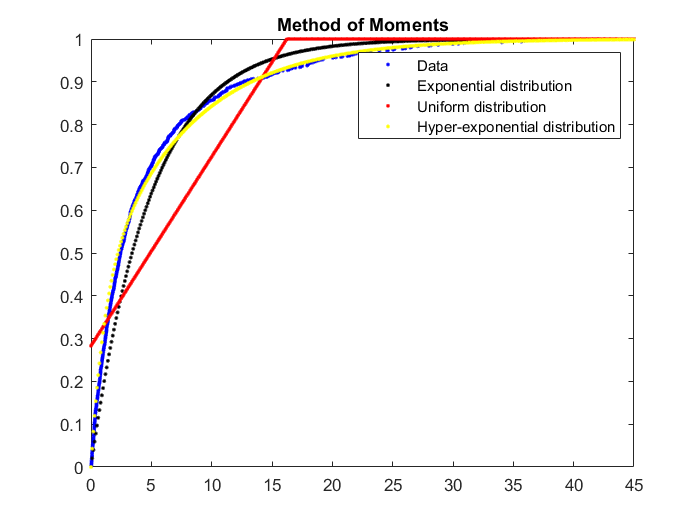 Method of Moments
1
0.9
0.8
0.7
0.6
0.5
0.4
0.3
0.2
0.1
0
Data
Exponential distribution
Uniform distribution
Hyper-exponential distribution
0 5 10 15 20 25 30 35 40 45